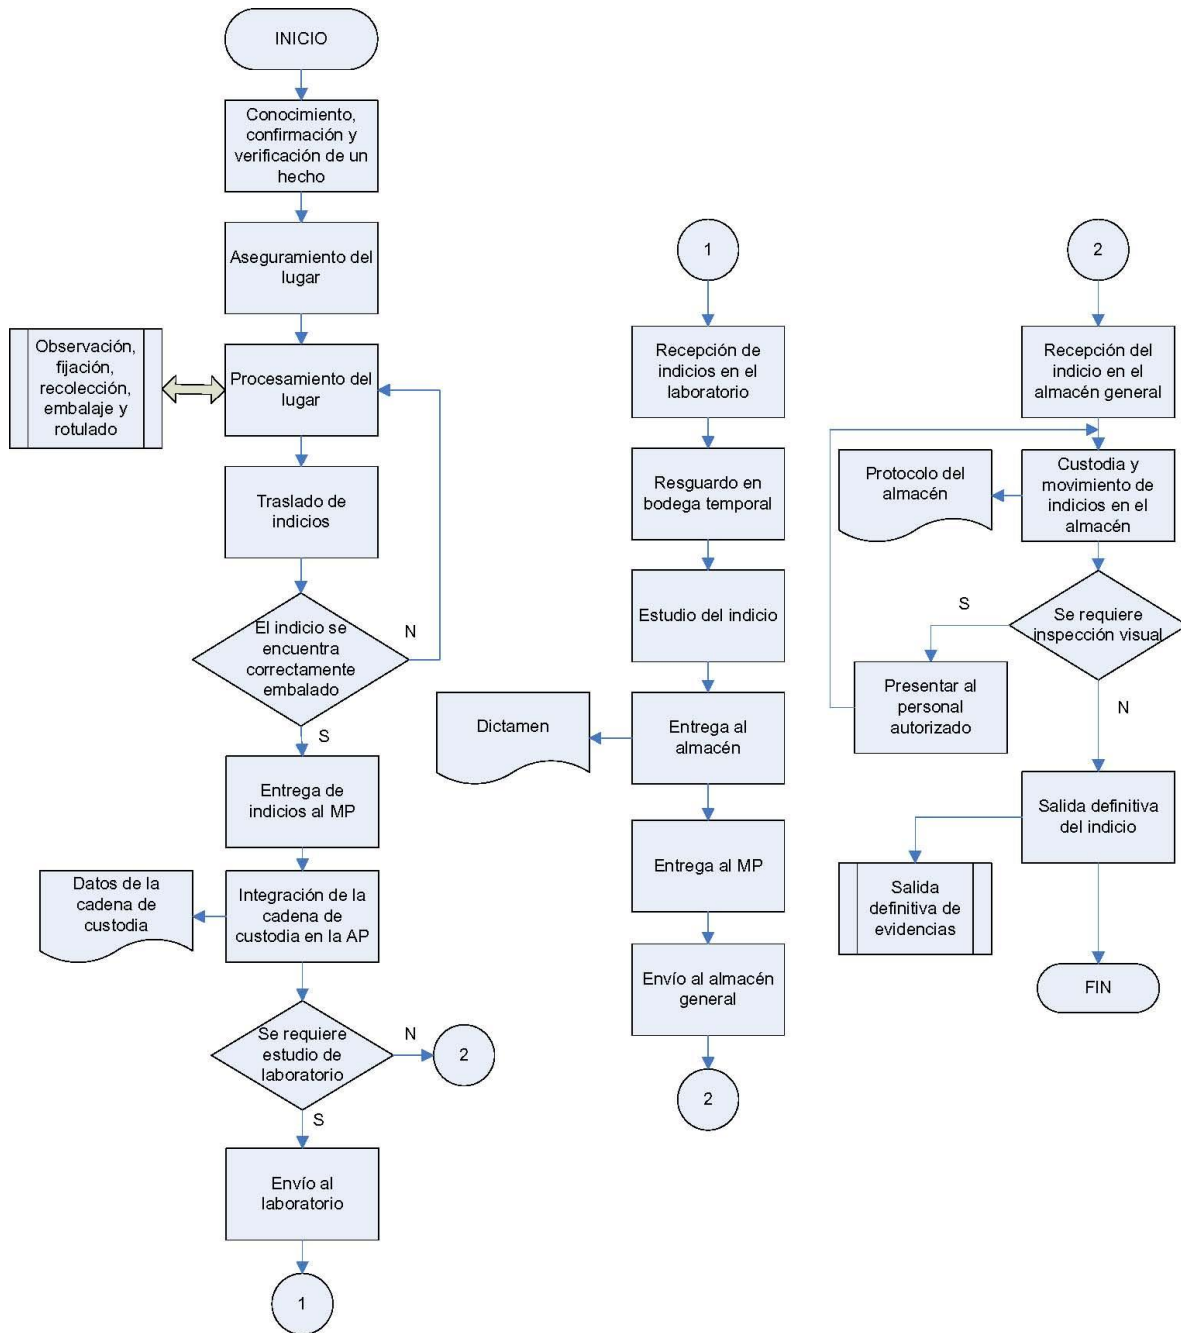 INICIO
Conocimiento,
confirmación y
verificación de un
hecho
Aseguramiento del
lugar
Observación,
fijación,
recolección,
embalaje y
rotulado
Procesamiento del
lugar
Traslado de
indicios
El indicio se
encuentra
correctamente
embalado
N
S
Entrega de
indicios al MP
Datos de la
cadena de
custodia
Integración de la
cadena de
custodia en la AP
Se requiere
estudio de
laboratorio
N
2
S
Envío al
laboratorio
1
1
Recepción de
indicios en el
laboratorio
Resguardo en
bodega temporal
Estudio del indicio
Dictamen
Entrega al
almacén
Entrega al MP
Envío al almacén
general
2
2
Recepción del
indicio en el
almacén general
Protocolo del
almacén
Custodia y
movimiento de
indicios en el
almacén
S
Se requiere
inspección visual
Presentar al
personal
autorizado
N
Salida definitiva
del indicio
Salida
definitiva de
evidencias
FIN